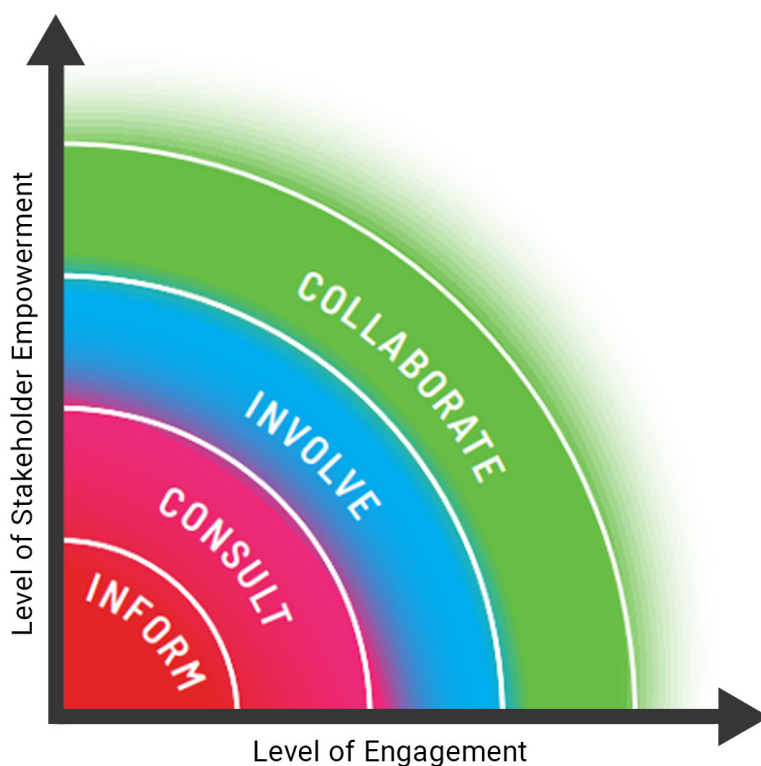 Level of Stakeholder Empowerment
COLLABORATE
INVOLVE
CONSULT
INFORM
Level of Engagement